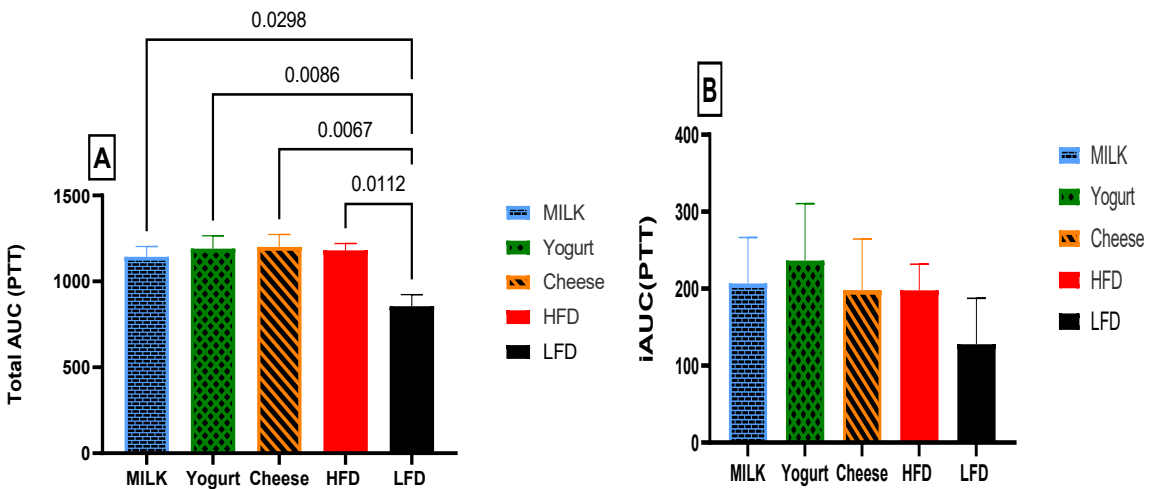 0.0298
0.0086
0.0067
0.0112
A
Total AUC (PTT)
1500
1000
500
0
MILK Yogurt Cheese HFD LFD
MILK
Yogurt
Cheese
HFD
LFD
B
iAUC(PTT)
400
300
200
100
0
MILK Yogurt Cheese HFD LFD
MILK
Yogurt
Cheese
HFD
LFD